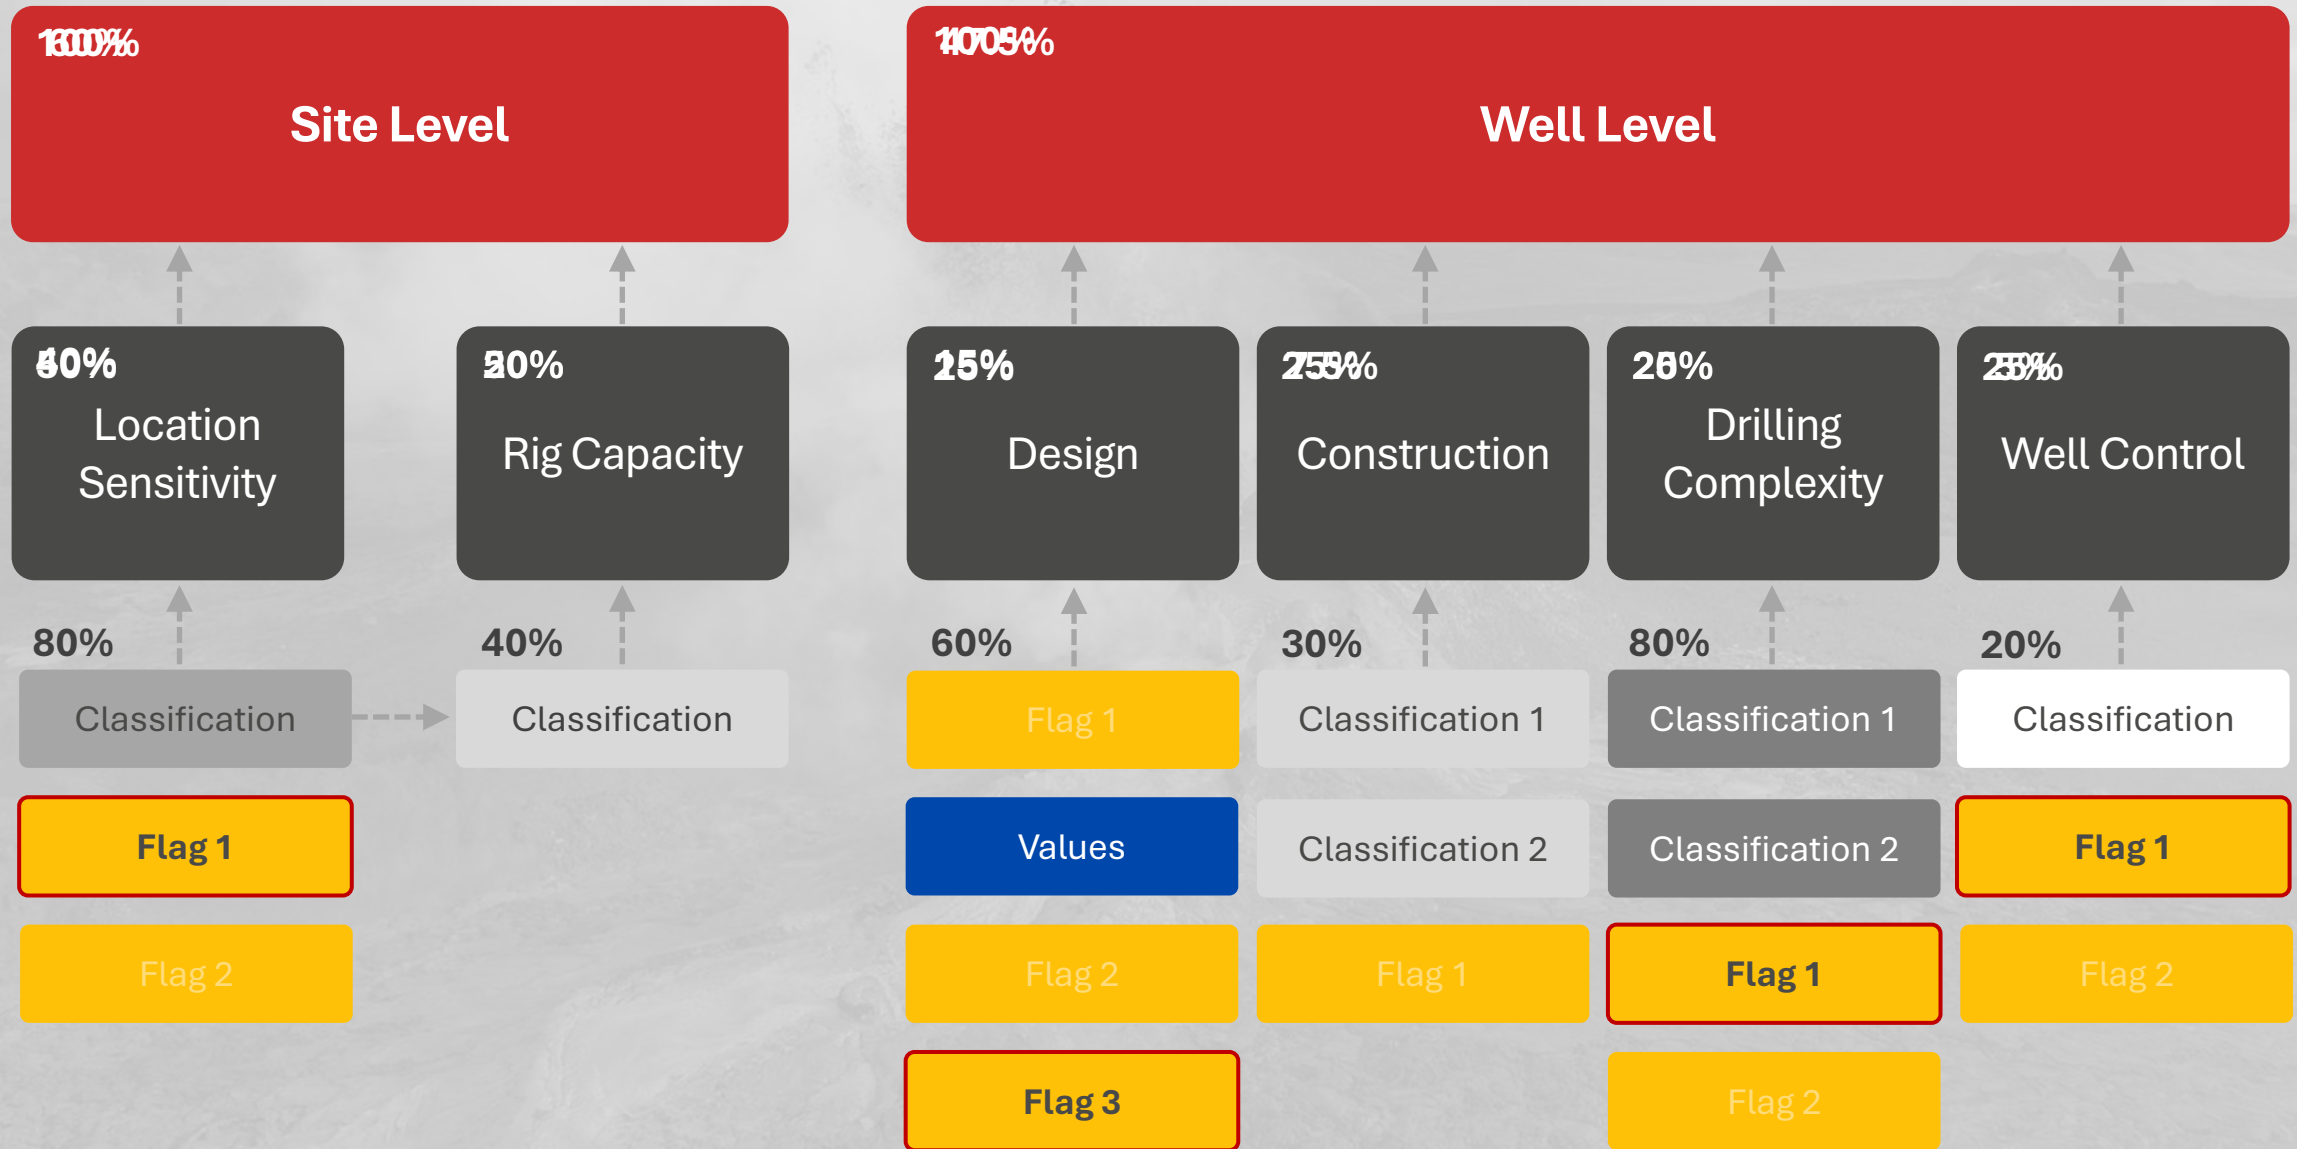 Site Level
Well Level
Location
Sensitivity
Rig Capacity
Design
Construction
Drilling
Complexity
Well Control
80%
40%
60%
30%
80%
20%
Classification
Classification
Flag 1
Classification 1
Classification 1
Classification
Flag 1
Values
Classification 2
Classification 2
Flag 1
Flag 2
Flag 2
Flag 1
Flag 1
Flag 2
Flag 3
Flag 2